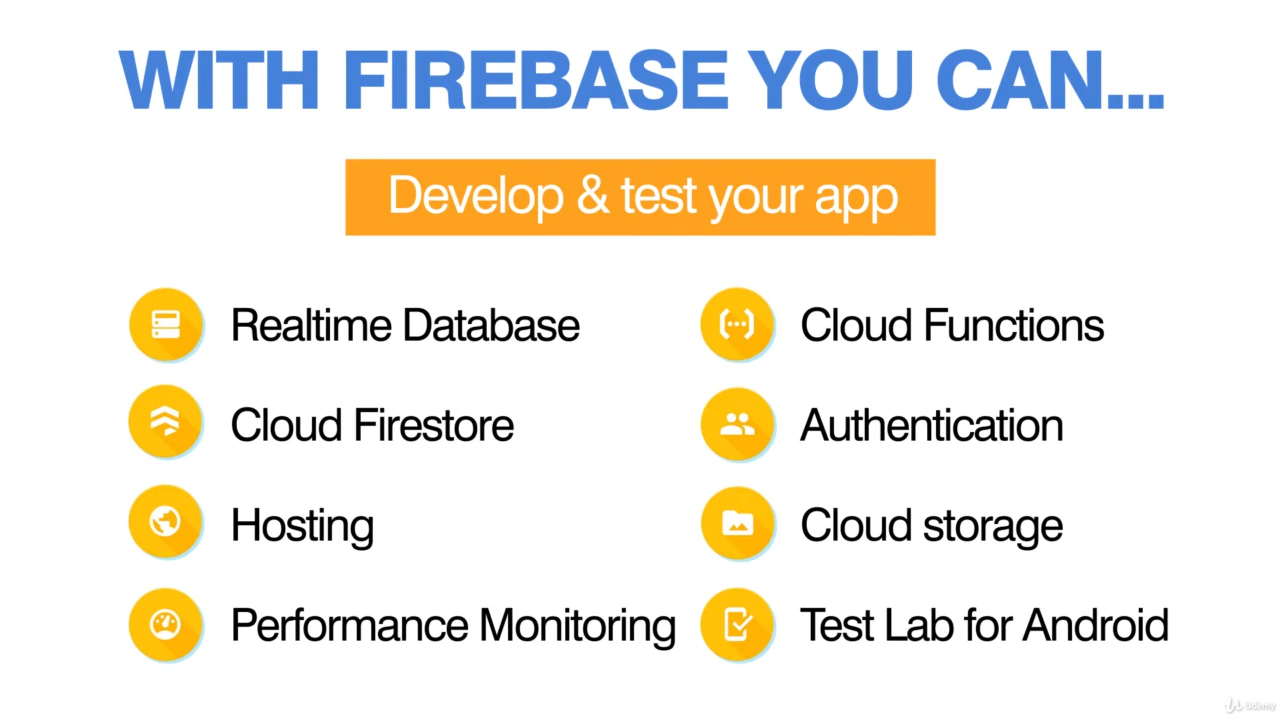 WITH FIREBASE YOU CAN...
Develop & test your app
Realtime Database
Cloud Functions
Cloud Firestore
Authentication
Hosting
Cloud storage
Performance Monitoring
Test Lab for Android
Udemy